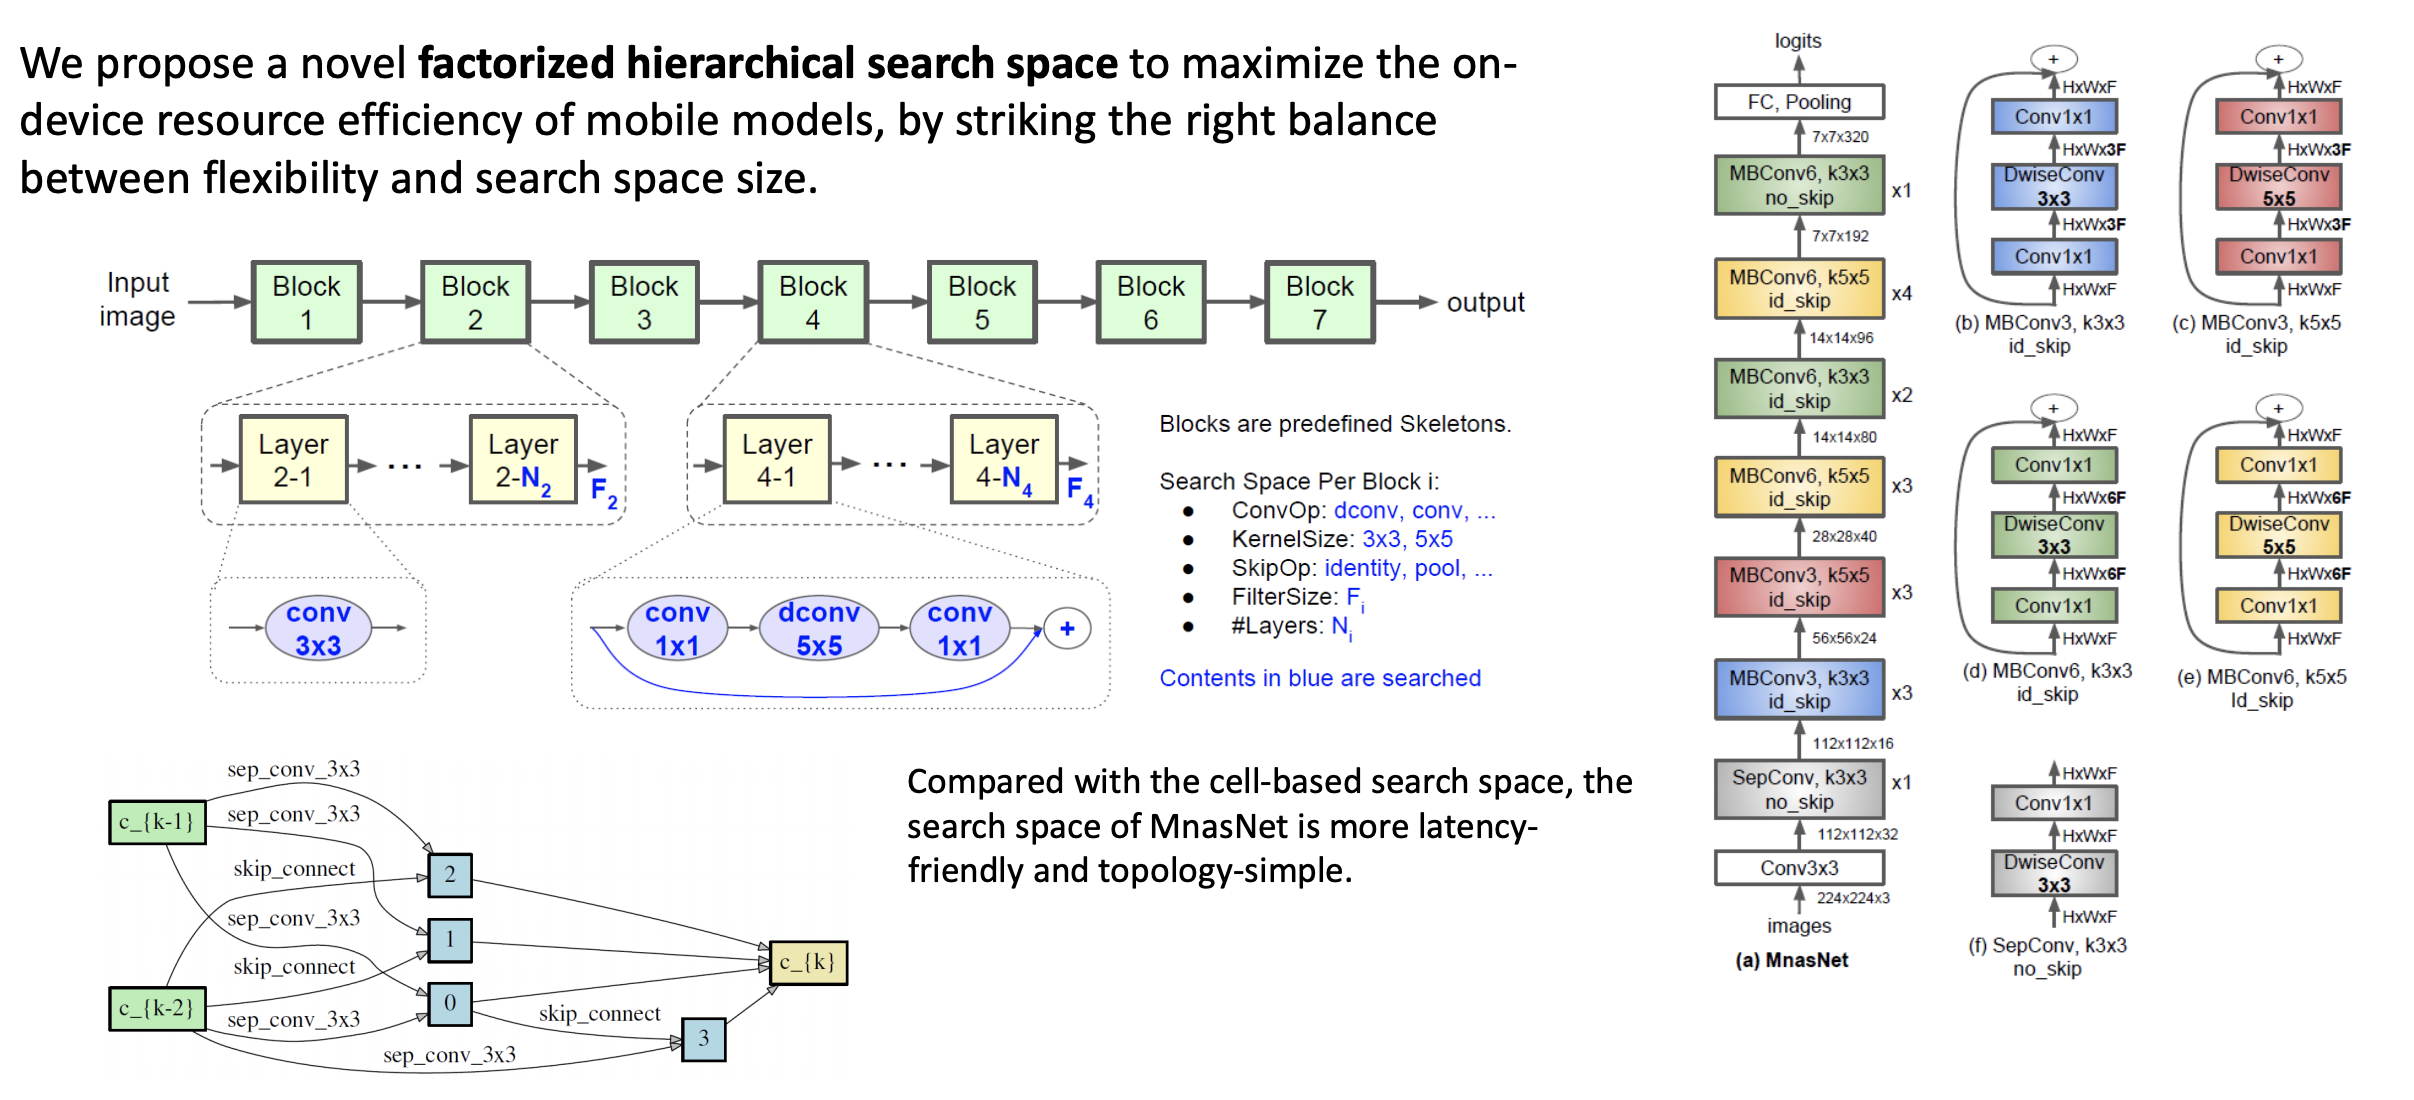 We propose a novel factorized hierarchical search space to maximize the on-
device resource efficiency of mobile models, by striking the right balance
between flexibility and search space size.
Input
image
Block
1
Block
2
Block
3
Block
4
Block
5
Block
6
Block
7
output
Layer
2-1
...
Layer
2-N2
F2
Layer
4-1
...
Layer
4-N4
F4
conv
3x3
conv
1x1
dconv
5x5
conv
1x1
+
Blocks are predefined Skeletons.
Search Space Per Block i:
● ConvOp: dconv, conv, ...
● KernelSize: 3x3, 5x5
● SkipOp: identity, pool, ...
● FilterSize: Fi
● #Layers: Ni
Contents in blue are searched
c_{k-1}
c_{k-2}
sep_conv_3x3
sep_conv_3x3
skip_connect
sep_conv_3x3
skip_connect
sep_conv_3x3
sep_conv_3x3
skip_connect
2
1
0
3
c_{k}
Compared with the cell-based search space, the
search space of MnasNet is more latency-
friendly and topology-simple.
logits
FC, Pooling
7x7x320
MBConv6, k3x3
no_skip
x1
7x7x192
MBConv6, k5x5
id_skip
x4
14x14x96
MBConv6, k3x3
id_skip
x2
14x14x80
MBConv6, k5x5
id_skip
x3
28x28x40
MBConv3, k5x5
id_skip
x3
56x56x24
MBConv3, k3x3
id_skip
x3
112x112x16
SepConv, k3x3
no_skip
x1
112x112x32
Conv3x3
224x224x3
images
(a) MnasNet
+
HxWxF
Conv1x1
HxWx3F
DwiseConv
3x3
HxWx3F
Conv1x1
HxWxF
(b) MBConv3, k3x3
id_skip
+
HxWxF
Conv1x1
HxWx3F
DwiseConv
5x5
HxWx3F
Conv1x1
HxWxF
(c) MBConv3, k5x5
id_skip
+
HxWxF
Conv1x1
HxWx6F
DwiseConv
3x3
HxWx6F
Conv1x1
HxWxF
(d) MBConv6, k3x3
id_skip
+
HxWxF
Conv1x1
HxWx6F
DwiseConv
5x5
HxWx6F
Conv1x1
HxWxF
(e) MBConv6, k5x5
Id_skip
HxWxF
Conv1x1
HxWxF
DwiseConv
3x3
HxWxF
(f) SepConv, k3x3
no_skip